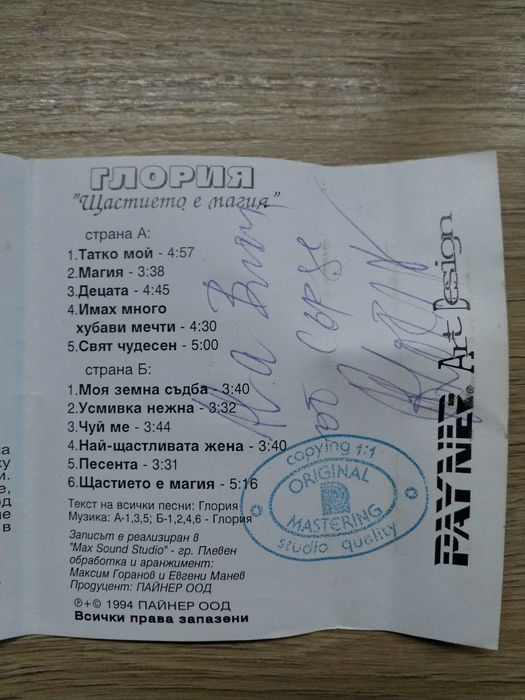 ГЛОРИЯ
"Щастието е магия"
страна А:
1.Татко мой - 4:57
2.Магия - 3:38
3.Децата - 4:45
4.Имах много
хубави мечти - 4:30
5.Свят чудесен - 5:00
страна Б:
1.Моя земна съдба - 3:40
2.Усмивка нежна - 3:32
3.Чуй ме - 3:44
4.Най-щастливата жена - 3:40
5.Песента - 3:31
6.Щастието е магия - 5:16
Текст на всички песни: Глория
Музика: А-1,3,5; Б-1,2,4,6 - Глория
Записът е реализиран в
"Max Sound Studio" - гр. Плевен
обработка и аранжимент:
Максим Горанов и Евгени Манев
Продуцент: ПАЙНЕР ООД
℗+© 1994 ПАЙНЕР ООД
Всички права запазени
На
от сърце
copying 1:1
ORIGINAL
MASTERING
studio quality
PAYNER® Art Design